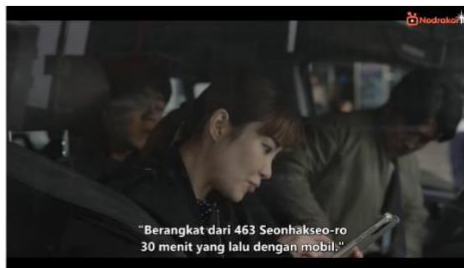 Nodrakor
"Berangkat dari 463 Seonhakseo-ro
30 menit yang lalu dengan mobil."